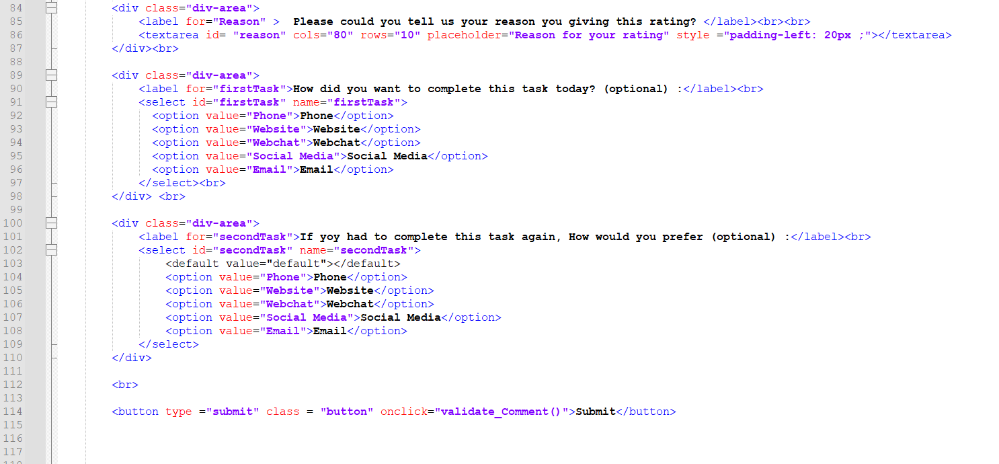 84 <div class="div-area">
85 <label for="Reason" >  Please could you tell us your reason you giving this rating? </label><br><br>
86 <textarea id= "reason" cols="80" rows="10" placeholder="Reason for your rating" style ="padding-left: 20px ;"></textarea>
87 </div><br>
88
89 <div class="div-area">
90 <label for="firstTask">How did you want to complete this task today? (optional) :</label><br>
91 <select id="firstTask" name="firstTask">
92 <option value="Phone">Phone</option>
93 <option value="Website">Website</option>
94 <option value="Webchat">Webchat</option>
95 <option value="Social Media">Social Media</option>
96 <option value="Email">Email</option>
97 </select><br>
98 </div> <br>
99
100 <div class="div-area">
101 <label for="secondTask">If yoy had to complete this task again, How would you prefer (optional) :</label><br>
102 <select id="secondTask" name="secondTask">
103 <default value="default"></default>
104 <option value="Phone">Phone</option>
105 <option value="Website">Website</option>
106 <option value="Webchat">Webchat</option>
107 <option value="Social Media">Social Media</option>
108 <option value="Email">Email</option>
109 </select>
110 </div>
111
112 <br>
113
114 <button type ="submit" class = "button" onclick="validate_Comment()">Submit</button>
115
116
117